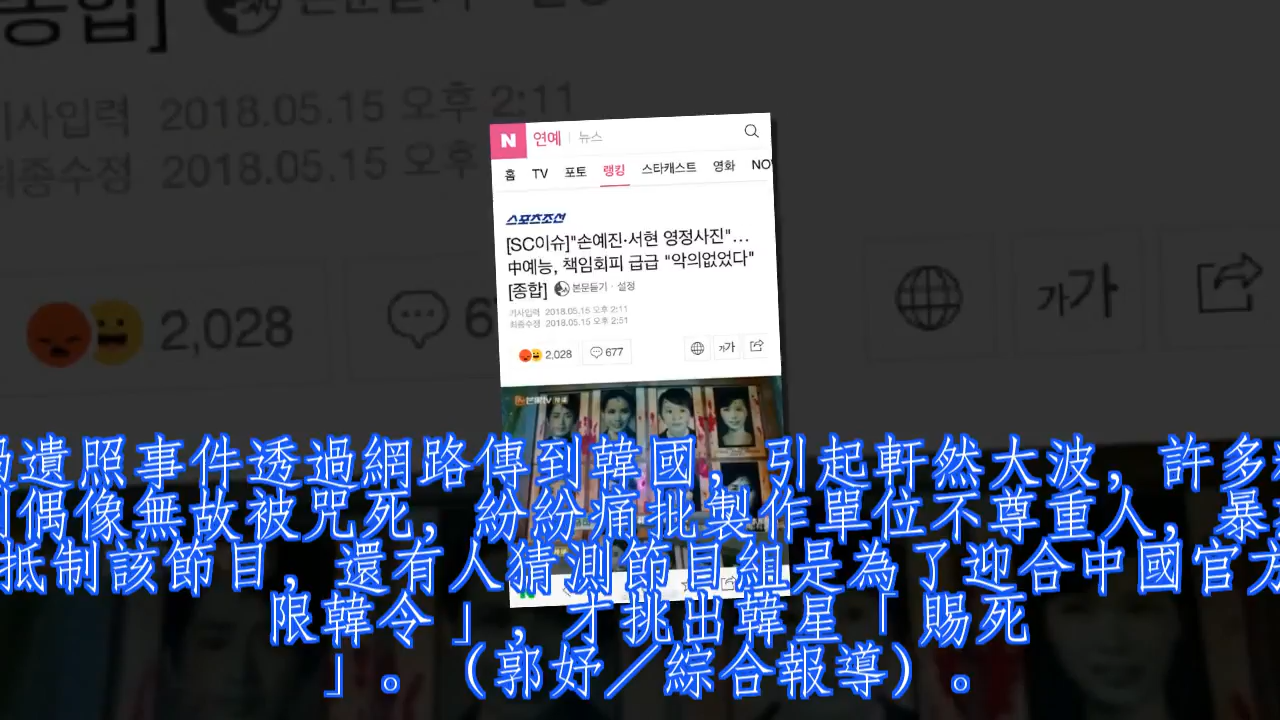 종합]
기사입력 2018.05.15 오후 2:11
최종수정 2018.05.15 오후
2,028
가가
N 연예 뉴스
홈 TV 포토 랭킹 스타캐스트 영화 NOW
스포츠조선
[SC이슈]"손예진·서현 영정사진"…
中예능, 책임회피 급급 "악의없었다"
[종합] 본문듣기 · 설정
기사입력 2018.05.15 오후 2:11
최종수정 2018.05.15 오후 2:51
2,028 677 가가
遺照事件透過網路傳到韓國，引起軒然大波，許多
偶像無故被咒死，紛紛痛批製作單位不尊重人，暴
抵制該節目，還有人猜測節目組是為了迎合中國官方
限韓令」，才挑出韓星「賜死
」。（郭妤／綜合報導）。